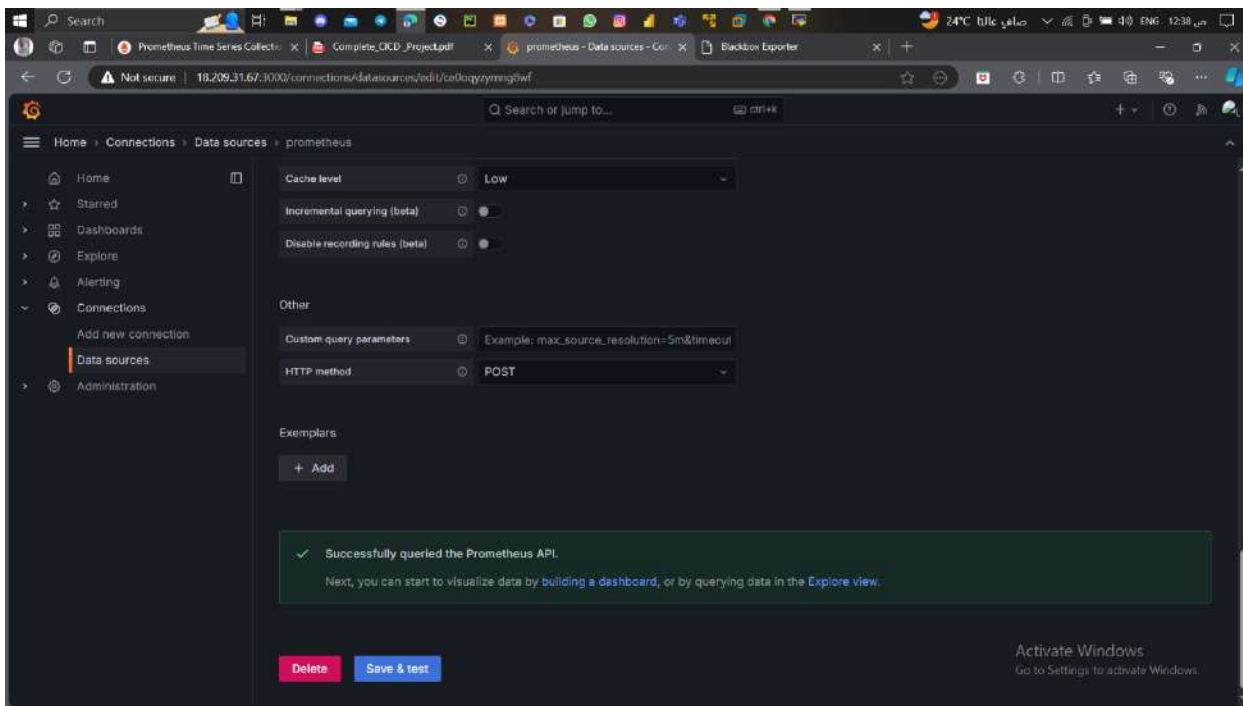 Search
24°C صافي غالبا ENG 12:38 ص
Prometheus Time Series Collectio
Complete_CICD_Project.pdf
prometheus - Data sources - Con
Blackbox Exporter
Not secure 18.209.31.67:3000/connections/datasources/edit/
Search or jump to... ctrl+k
Home › Connections › Data sources › prometheus
Home
Starred
Dashboards
Explore
Alerting
Connections
Add new connection
Data sources
Administration
Cache level Low
Incremental querying (beta)
Disable recording rules (beta)
Other
Custom query parameters Example: max_source_resolution=5m&timeout
HTTP method POST
Exemplars
+ Add
Successfully queried the Prometheus API.
Next, you can start to visualize data by building a dashboard, or by querying data in the Explore view.
Delete Save & test
Activate Windows
Go to Settings to activate Windows.